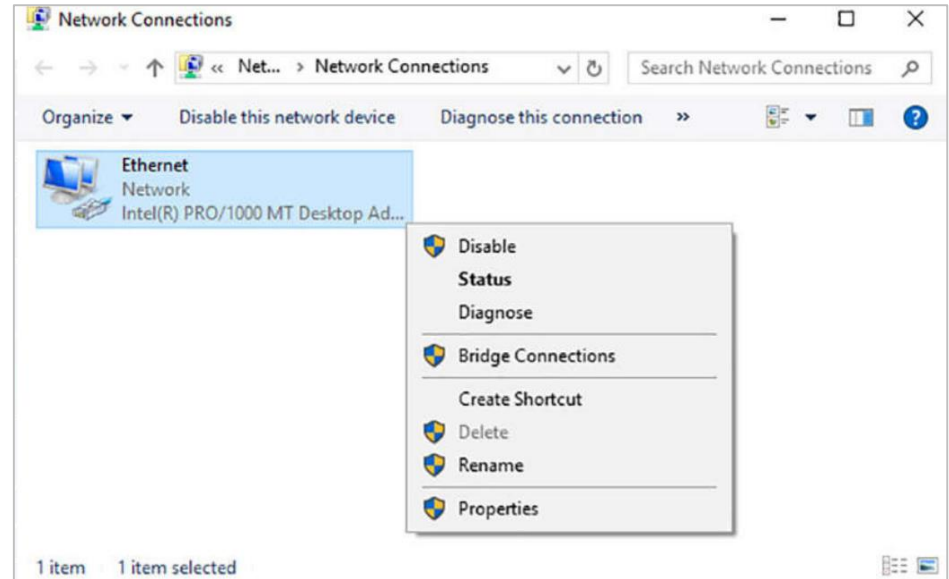 Network Connections
« Net... > Network Connections
Search Network Connections
Organize
Disable this network device
Diagnose this connection
»
Ethernet
Network
Intel(R) PRO/1000 MT Desktop Ad...
Disable
Status
Diagnose
Bridge Connections
Create Shortcut
Delete
Rename
Properties
1 item
1 item selected